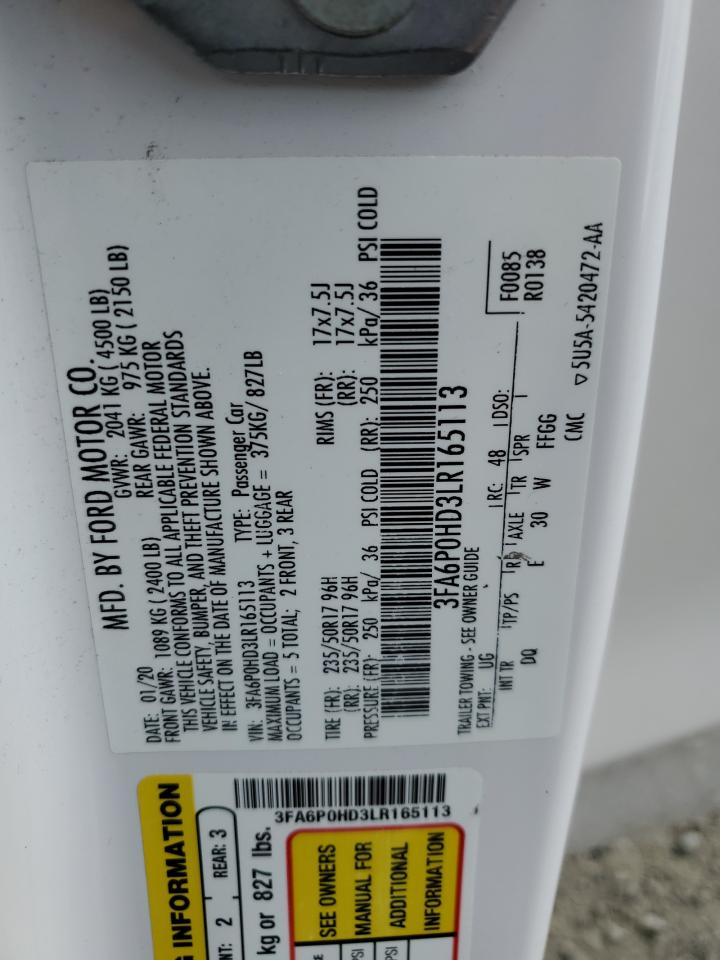 MFD. BY FORD MOTOR CO.
DATE: 01/20 GVWR: 2041 KG ( 4500 LB)
FRONT GAWR: 1089 KG (2400 LB) REAR GAWR: 975 KG ( 2150 LB)
THIS VEHICLE CONFORMS TO ALL APPLICABLE FEDERAL MOTOR
VEHICLE SAFETY, BUMPER, AND THEFT PREVENTION STANDARDS
IN EFFECT ON THE DATE OF MANUFACTURE SHOWN ABOVE.
VIN: 3FA6P0HD3LR165113 TYPE: Passenger Car
MAXIMUM LOAD = OCCUPANTS + LUGGAGE = 375KG/ 827LB
OCCUPANTS = 5 TOTAL; 2 FRONT, 3 REAR
TIRE (FR): 235/50R17 96H RIMS (FR): 17x7.5J
(RR): 235/50R17 96H (RR): 17x7.5J
PRESSURE (FR): 250 kPa/ 36 PSI COLD (RR): 250 kPa/ 36 PSI COLD
3FA6P0HD3LR165113
TRAILER TOWING - SEE OWNER GUIDE
EXT PNT: UG RC: 48 DSO:
INT TR TP/PS R AXLE TR SPR
DQ E 30 W FFGG
F0085
R0138
CMC
5U5A-5420472-AA
3FA6P0HD3LR165113
INFORMATION
2 REAR: 3
kg or 827 lbs.
SEE OWNERS
MANUAL FOR
ADDITIONAL
INFORMATION
PSI
PSI